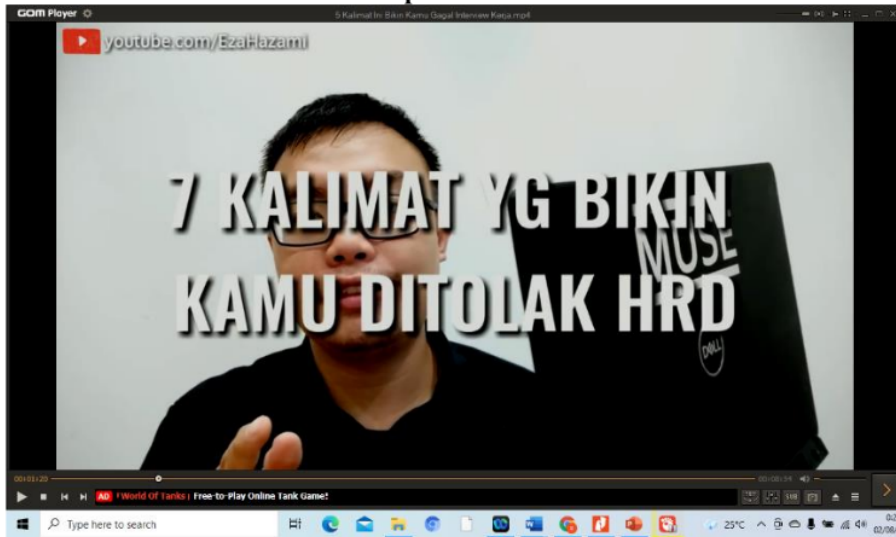 GOM Player
5 Kalimat Ini Bikin Kamu Gagal Interview Kerja.mp4
youtube.com/EzaHazami
7 KALIMAT YG BIKIN
KAMU DITOLAK HRD
MUSE
DELL
00:01:20
AD
World Of Tanks
Free-to-Play Online Tank Game!
Type here to search
25°C